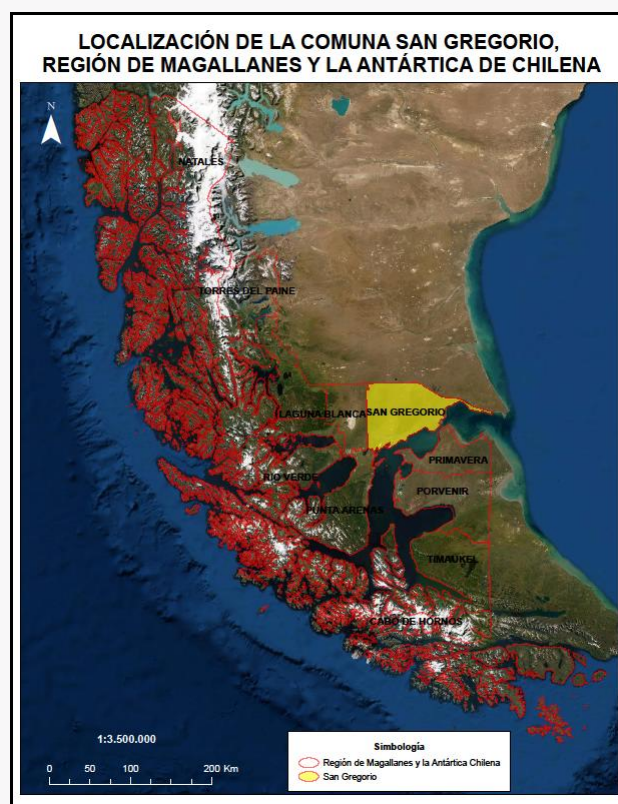 LOCALIZACIÓN DE LA COMUNA SAN GREGORIO,
REGIÓN DE MAGALLANES Y LA ANTÁRTICA DE CHILENA
N
NATALES
TORRES DEL PAINE
LAGUNA BLANCA
SAN GREGORIO
PRIMAVERA
RIO VERDE
PORVENIR
PUNTA ARENAS
TIMAUKEL
CABO DE HORNOS
1:3.500.000
0 50 100 200 Km
Simbología
Región de Magallanes y la Antártica Chilena
San Gregorio